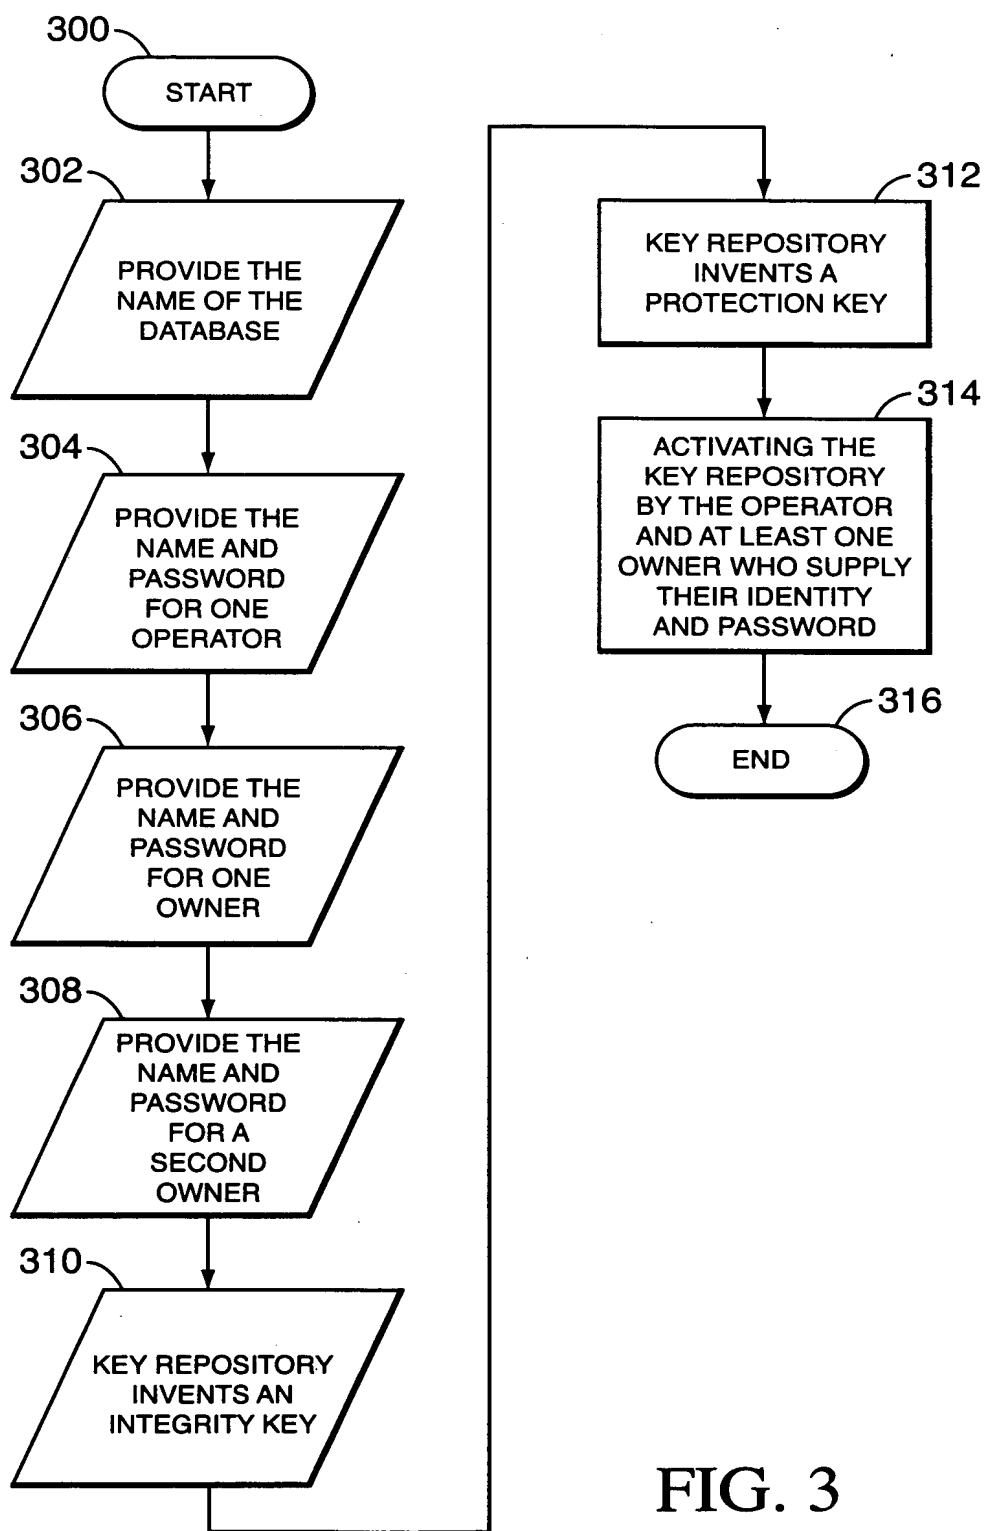 300
START
302
PROVIDE THE
NAME OF THE
DATABASE
304
PROVIDE THE
NAME AND
PASSWORD
FOR ONE
OPERATOR
306
PROVIDE THE
NAME AND
PASSWORD
FOR ONE
OWNER
308
PROVIDE THE
NAME AND
PASSWORD
FOR A
SECOND
OWNER
310
KEY REPOSITORY
INVENTS AN
INTEGRITY KEY
312
KEY REPOSITORY
INVENTS A
PROTECTION KEY
314
ACTIVATING THE
KEY REPOSITORY
BY THE OPERATOR
AND AT LEAST ONE
OWNER WHO SUPPLY
THEIR IDENTITY
AND PASSWORD
316
END
FIG. 3